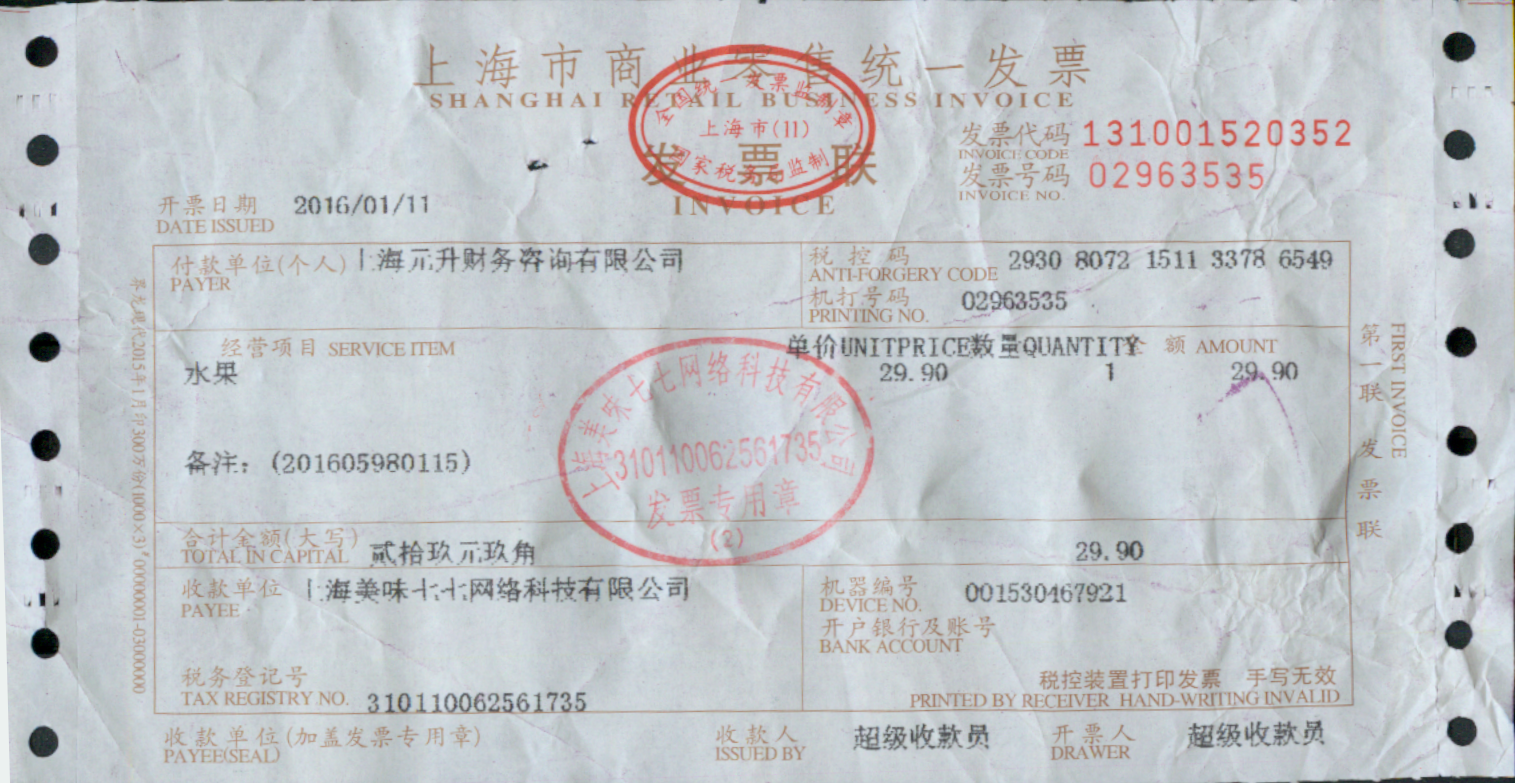 上海市商业零售统一发票
SHANGHAI RETAIL BUSINESS INVOICE
全国统一发票监制章
上海市(11)
国家税务局监制
发票联
INVOICE
发票代码 131001520352
INVOICE CODE
发票号码 02963535
INVOICE NO.
开票日期 2016/01/11
DATE ISSUED
付款单位(个人) 上海元升财务咨询有限公司
PAYER
税控码 2930 8072 1511 3378 6549
ANTI-FORGERY CODE
机打号码 02963535
PRINTING NO.
经营项目 SERVICE ITEM 单价UNITPRICE数量QUANTITY 金额 AMOUNT
水果 29.90 1 29.90
备注: (201605980115)
上海美味七七网络科技有限公司
310110062561735
发票专用章
(2)
合计金额(大写) 贰拾玖元玖角 29.90
TOTAL IN CAPITAL
收款单位 上海美味七七网络科技有限公司
PAYEE
机器编号 001530467921
DEVICE NO.
开户银行及账号
BANK ACCOUNT
税务登记号
TAX REGISTRY NO. 310110062561735
税控装置打印发票 手写无效
PRINTED BY RECEIVER HAND-WRITING INVALID
收款单位(加盖发票专用章)
PAYEE(SEAL)
收款人 超级收款员
ISSUED BY
开票人 超级收款员
DRAWER
第一联 发票联
FIRST INVOICE
2015年1月印300万份(1000×3)
00000001-03000000